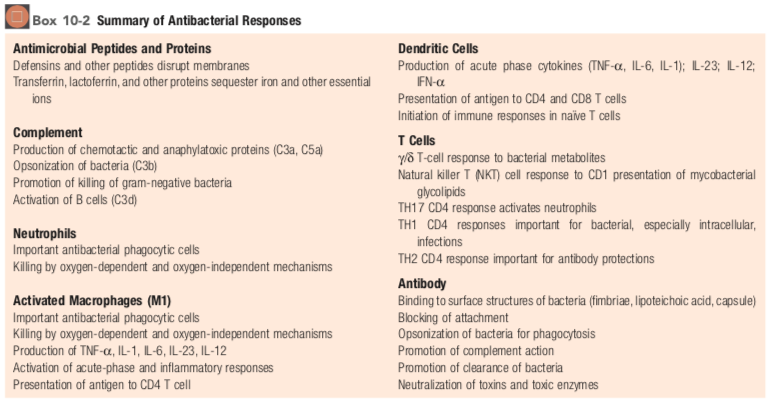 Box 10-2 Summary of Antibacterial Responses
Antimicrobial Peptides and Proteins
Defensins and other peptides disrupt membranes
Transferrin, lactoferrin, and other proteins sequester iron and other essential
ions
Complement
Production of chemotactic and anaphylatoxic proteins (C3a, C5a)
Opsonization of bacteria (C3b)
Promotion of killing of gram-negative bacteria
Activation of B cells (C3d)
Neutrophils
Important antibacterial phagocytic cells
Killing by oxygen-dependent and oxygen-independent mechanisms
Activated Macrophages (M1)
Important antibacterial phagocytic cells
Killing by oxygen-dependent and oxygen-independent mechanisms
Production of TNF-α, IL-1, IL-6, IL-23, IL-12
Activation of acute-phase and inflammatory responses
Presentation of antigen to CD4 T cell
Dendritic Cells
Production of acute phase cytokines (TNF-α, IL-6, IL-1); IL-23; IL-12;
IFN-α
Presentation of antigen to CD4 and CD8 T cells
Initiation of immune responses in naïve T cells
T Cells
γ/δ T-cell response to bacterial metabolites
Natural killer T (NKT) cell response to CD1 presentation of mycobacterial
glycolipids
TH17 CD4 response activates neutrophils
TH1 CD4 responses important for bacterial, especially intracellular,
infections
TH2 CD4 response important for antibody protections
Antibody
Binding to surface structures of bacteria (fimbriae, lipoteichoic acid, capsule)
Blocking of attachment
Opsonization of bacteria for phagocytosis
Promotion of complement action
Promotion of clearance of bacteria
Neutralization of toxins and toxic enzymes